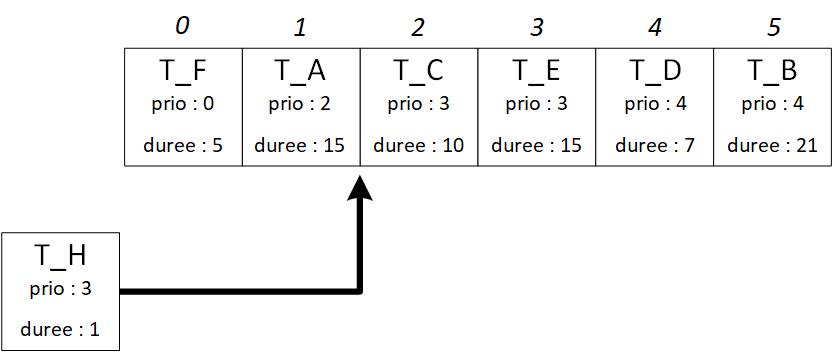 0 1 2 3 4 5
T_F T_A T_C T_E T_D T_B
prio : 0 prio : 2 prio : 3 prio : 3 prio : 4 prio : 4
duree : 5 duree : 15 duree : 10 duree : 15 duree : 7 duree : 21
T_H
prio : 3
duree : 1